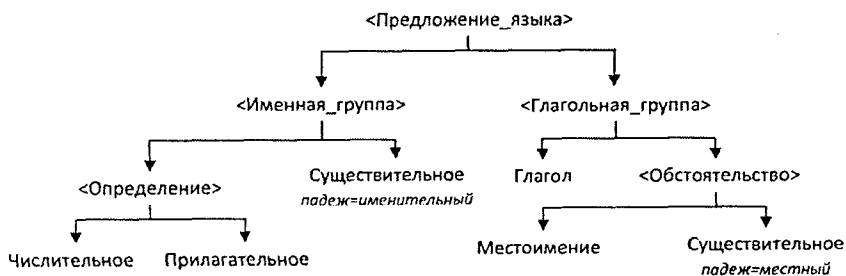 <Предложение_языка>
<Именная_группа> <Глагольная_группа>
<Определение> Существительное Глагол <Обстоятельство>
падеж=именительный
Числительное Прилагательное Местоимение Существительное
падеж=местный